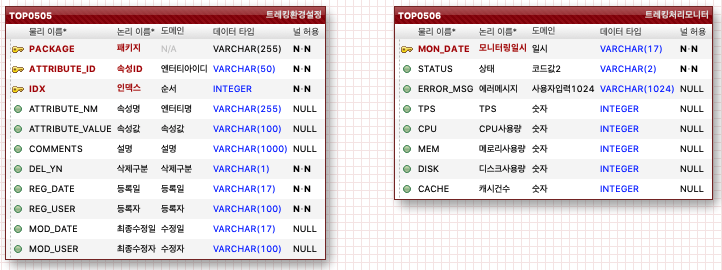 TOP0505 트레킹환경설정
물리 이름* 논리 이름* 도메인 데이터 타입 널 허용
PACKAGE 패키지 N/A VARCHAR(255) N·N
ATTRIBUTE_ID 속성ID 엔터티아이디 VARCHAR(50) N·N
IDX 인덱스 순서 INTEGER N·N
ATTRIBUTE_NM 속성명 엔터티명 VARCHAR(255) NULL
ATTRIBUTE_VALUE 속성값 속성값 VARCHAR(100) NULL
COMMENTS 설명 설명 VARCHAR(1000) NULL
DEL_YN 삭제구분 삭제구분 VARCHAR(1) N·N
REG_DATE 등록일 등록일 VARCHAR(17) N·N
REG_USER 등록자 등록자 VARCHAR(100) N·N
MOD_DATE 최종수정일 수정일 VARCHAR(17) NULL
MOD_USER 최종수정자 수정자 VARCHAR(100) NULL
TOP0506 트레킹처리모니터
물리 이름* 논리 이름* 도메인 데이터 타입 널 허용
MON_DATE 모니터링일시 일시 VARCHAR(17) N·N
STATUS 상태 코드값2 VARCHAR(2) N·N
ERROR_MSG 에러메시지 사용자입력1024 VARCHAR(1024) NULL
TPS TPS 숫자 INTEGER NULL
CPU CPU사용량 숫자 INTEGER NULL
MEM 메로리사용량 숫자 INTEGER NULL
DISK 디스크사용량 숫자 INTEGER NULL
CACHE 캐시건수 숫자 INTEGER NULL